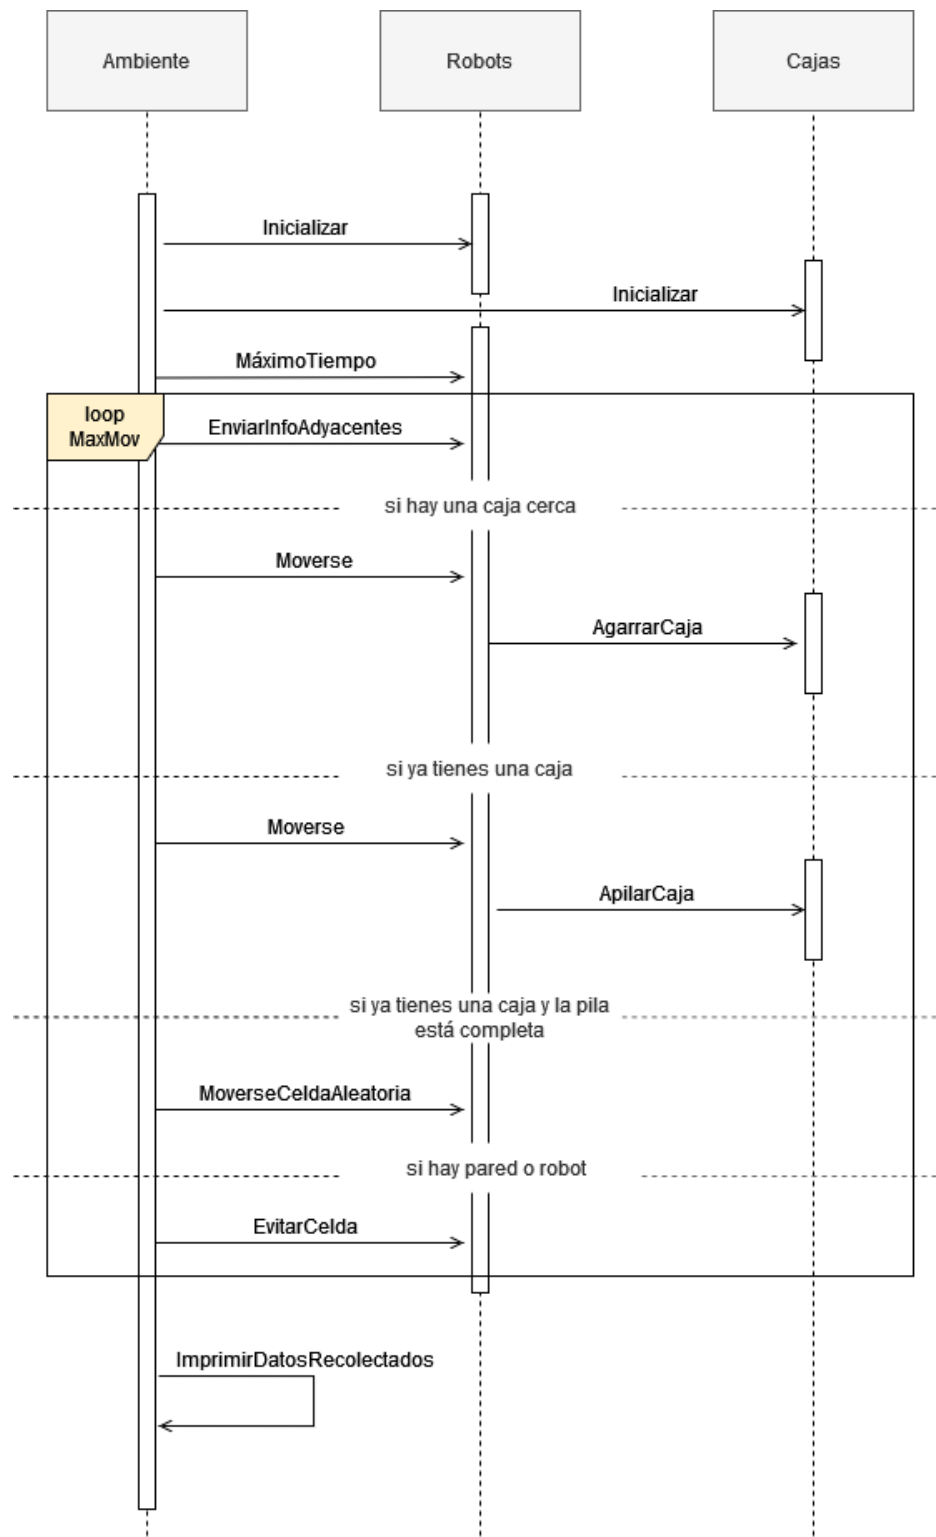 Ambiente
Robots
Cajas
Inicializar
Inicializar
MáximoTiempo
loop
MaxMov
EnviarInfoAdyacentes
si hay una caja cerca
Moverse
AgarrarCaja
si ya tienes una caja
Moverse
ApilarCaja
si ya tienes una caja y la pila
está completa
MoverseCeldaAleatoria
si hay pared o robot
EvitarCelda
ImprimirDatosRecolectados